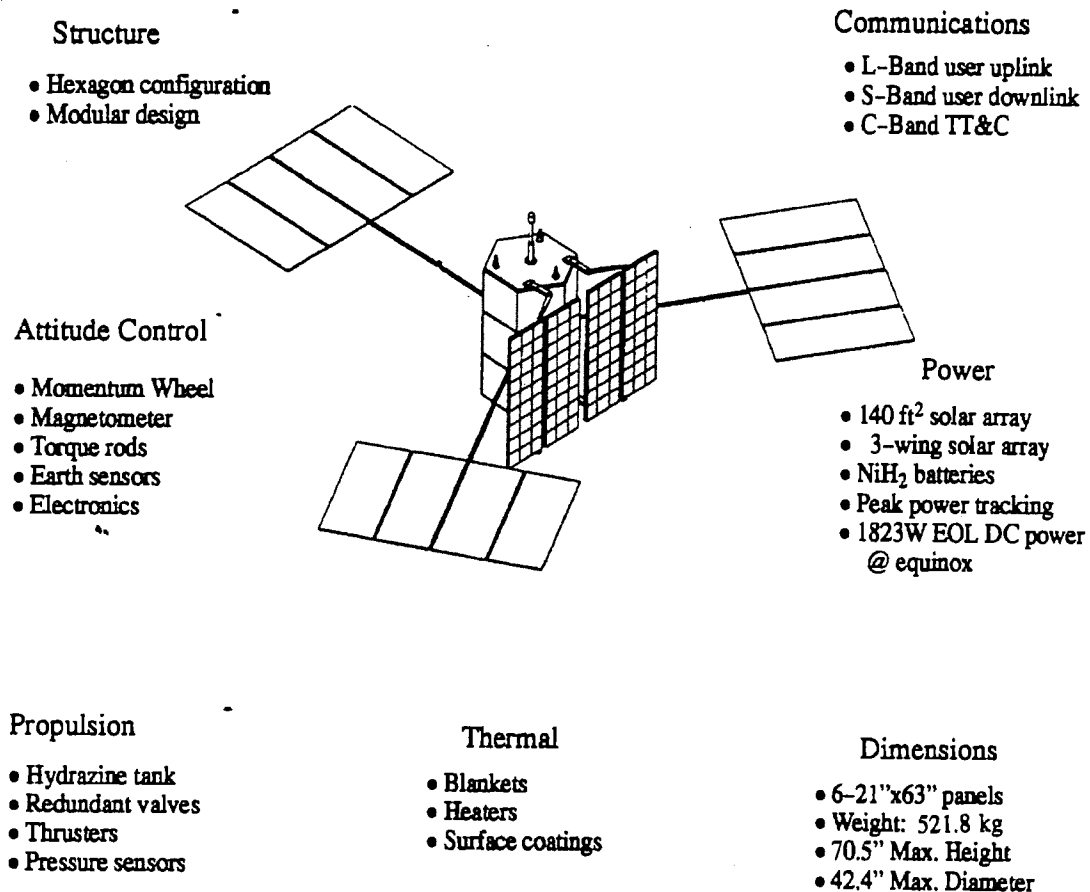 Structure
• Hexagon configuration
• Modular design
Communications
• L-Band user uplink
• S-Band user downlink
• C-Band TT&C
Attitude Control
• Momentum Wheel
• Magnetometer
• Torque rods
• Earth sensors
• Electronics
Power
• 140 ft² solar array
• 3-wing solar array
• NiH₂ batteries
• Peak power tracking
• 1823W EOL DC power
@ equinox
Propulsion
• Hydrazine tank
• Redundant valves
• Thrusters
• Pressure sensors
Thermal
• Blankets
• Heaters
• Surface coatings
Dimensions
• 6-21"x63" panels
• Weight: 521.8 kg
• 70.5" Max. Height
• 42.4" Max. Diameter